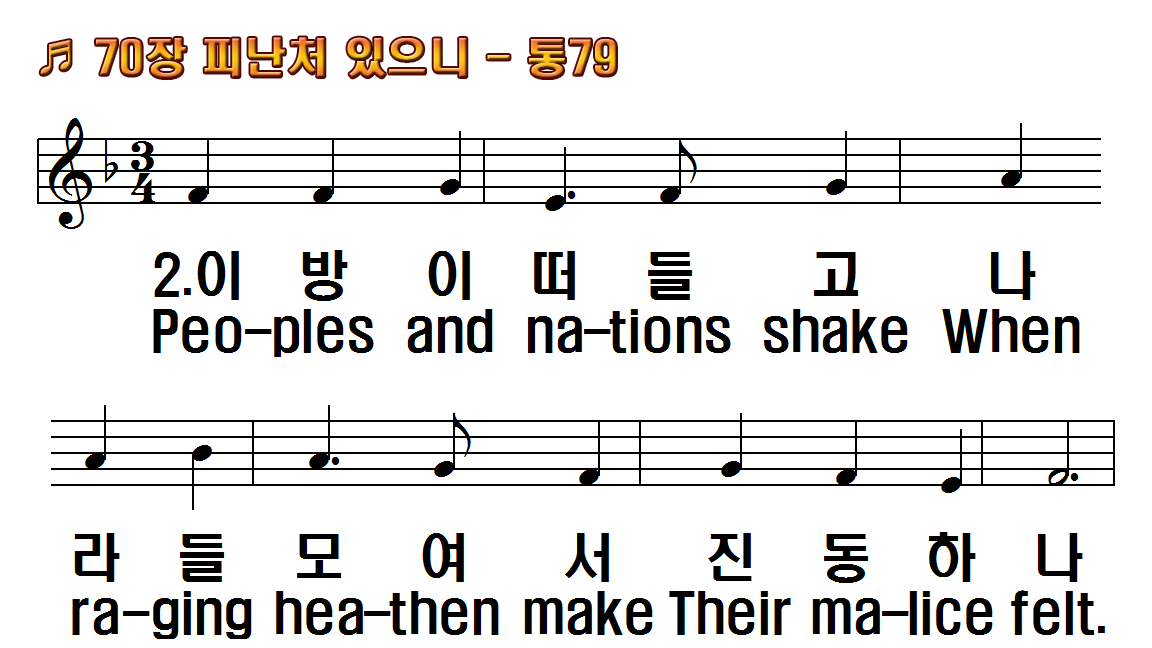 ♬ 70장 피난처 있으니 - 통79
3
4
2.이 방 이 떠 들 고 나
Peo-ples and na-tions shake When
라 들 모 여 서 진 동 하 나
ra-ging hea-then make Their ma-lice felt.